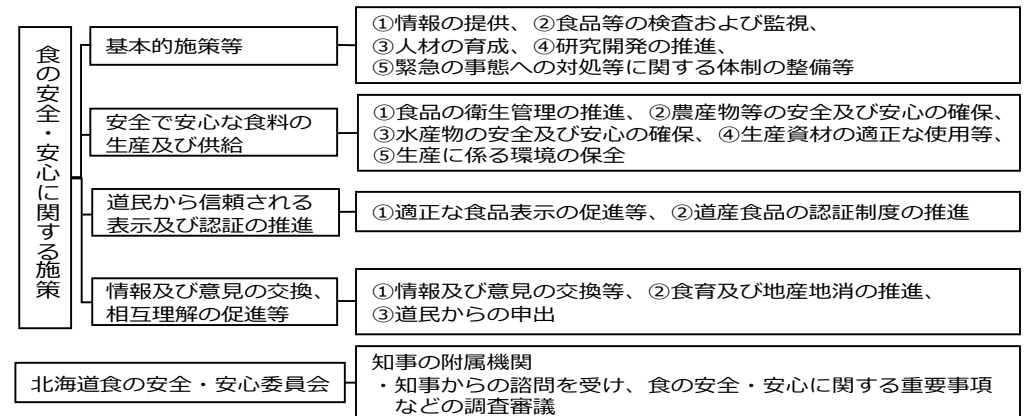 食の安全・安心に関する施策
基本的施策等
①情報の提供、②食品等の検査および監視、
③人材の育成、④研究開発の推進、
⑤緊急の事態への対処等に関する体制の整備等
安全で安心な食料の
生産及び供給
①食品の衛生管理の推進、②農産物等の安全及び安心の確保、
③水産物の安全及び安心の確保、④生産資材の適正な使用等、
⑤生産に係る環境の保全
道民から信頼される
表示及び認証の推進
①適正な食品表示の促進等、②道産食品の認証制度の推進
情報及び意見の交換、
相互理解の促進等
①情報及び意見の交換等、②食育及び地産地消の推進、
③道民からの申出
北海道食の安全・安心委員会
知事の附属機関
・知事からの諮問を受け、食の安全・安心に関する重要事項
などの調査審議